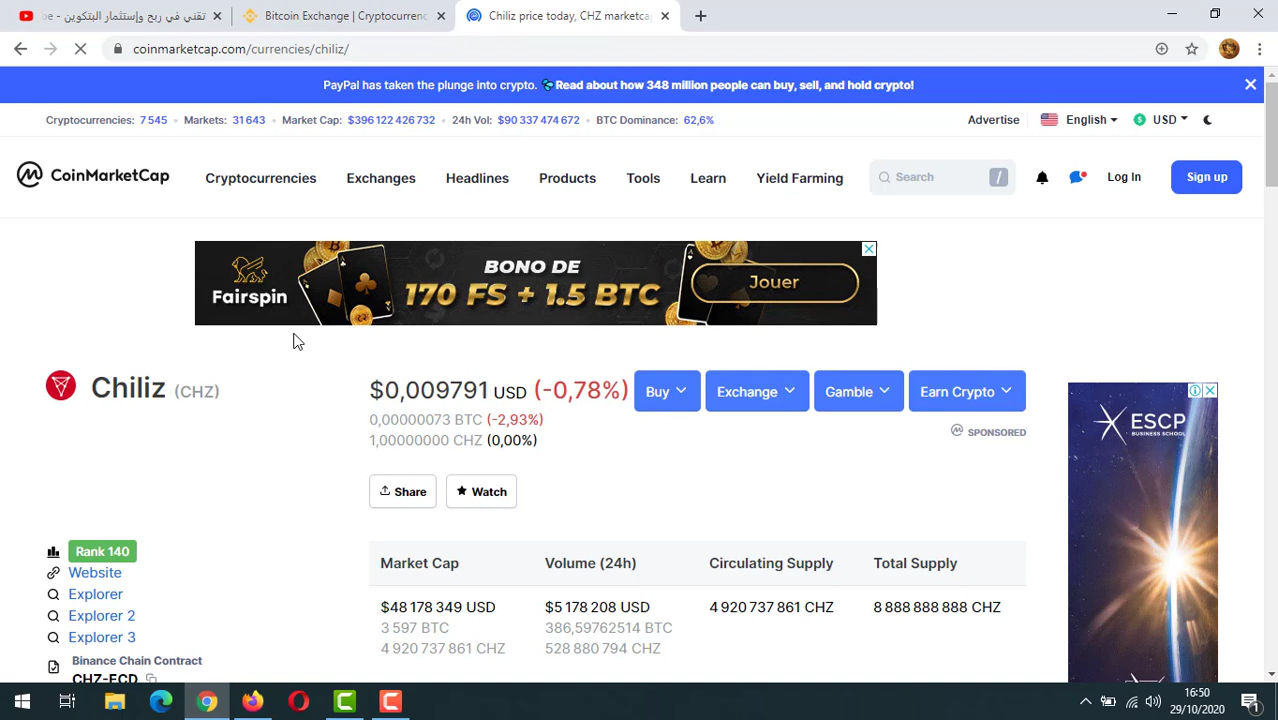 تقني في ربح وإستثمار البتكوين - be
Bitcoin Exchange | Cryptocurrenc
Chiliz price today, CHZ marketca
coinmarketcap.com/currencies/chiliz/
PayPal has taken the plunge into crypto. Read about how 348 million people can buy, sell, and hold crypto!
Cryptocurrencies: 7 545 • Markets: 31 643 • Market Cap: $396 122 426 732 • 24h Vol: $90 337 474 672 • BTC Dominance: 62,6%
Advertise English USD
CoinMarketCap Cryptocurrencies Exchanges Headlines Products Tools Learn Yield Farming Search / Log In Sign up
Fairspin
BONO DE
170 FS + 1.5 BTC
Jouer
Chiliz (CHZ)
$0,009791 USD (-0,78%)
0,00000073 BTC (-2,93%)
1,00000000 CHZ (0,00%)
Buy Exchange Gamble Earn Crypto
SPONSORED
Share Watch
Rank 140
Website
Explorer
Explorer 2
Explorer 3
Binance Chain Contract
CHZ-ECD
Market Cap Volume (24h) Circulating Supply Total Supply
$48 178 349 USD $5 178 208 USD 4 920 737 861 CHZ 8 888 888 888 CHZ
3 597 BTC 386,59762514 BTC
4 920 737 861 CHZ 528 880 794 CHZ
ESCP
BUSINESS SCHOOL
16:50
29/10/2020
1